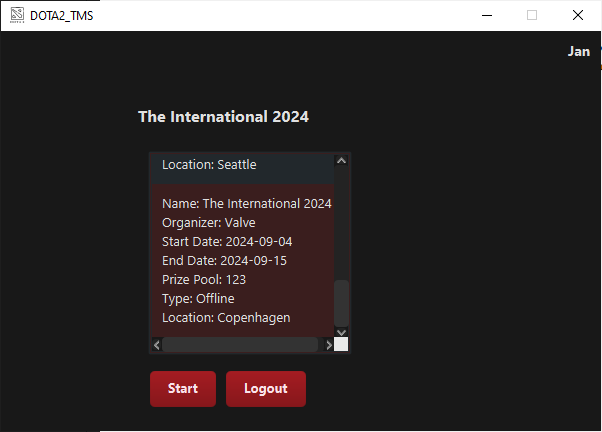 DOTA2_TMS
Jan
The International 2024
Location: Seattle
Name: The International 2024
Organizer: Valve
Start Date: 2024-09-04
End Date: 2024-09-15
Prize Pool: 123
Type: Offline
Location: Copenhagen
Start
Logout